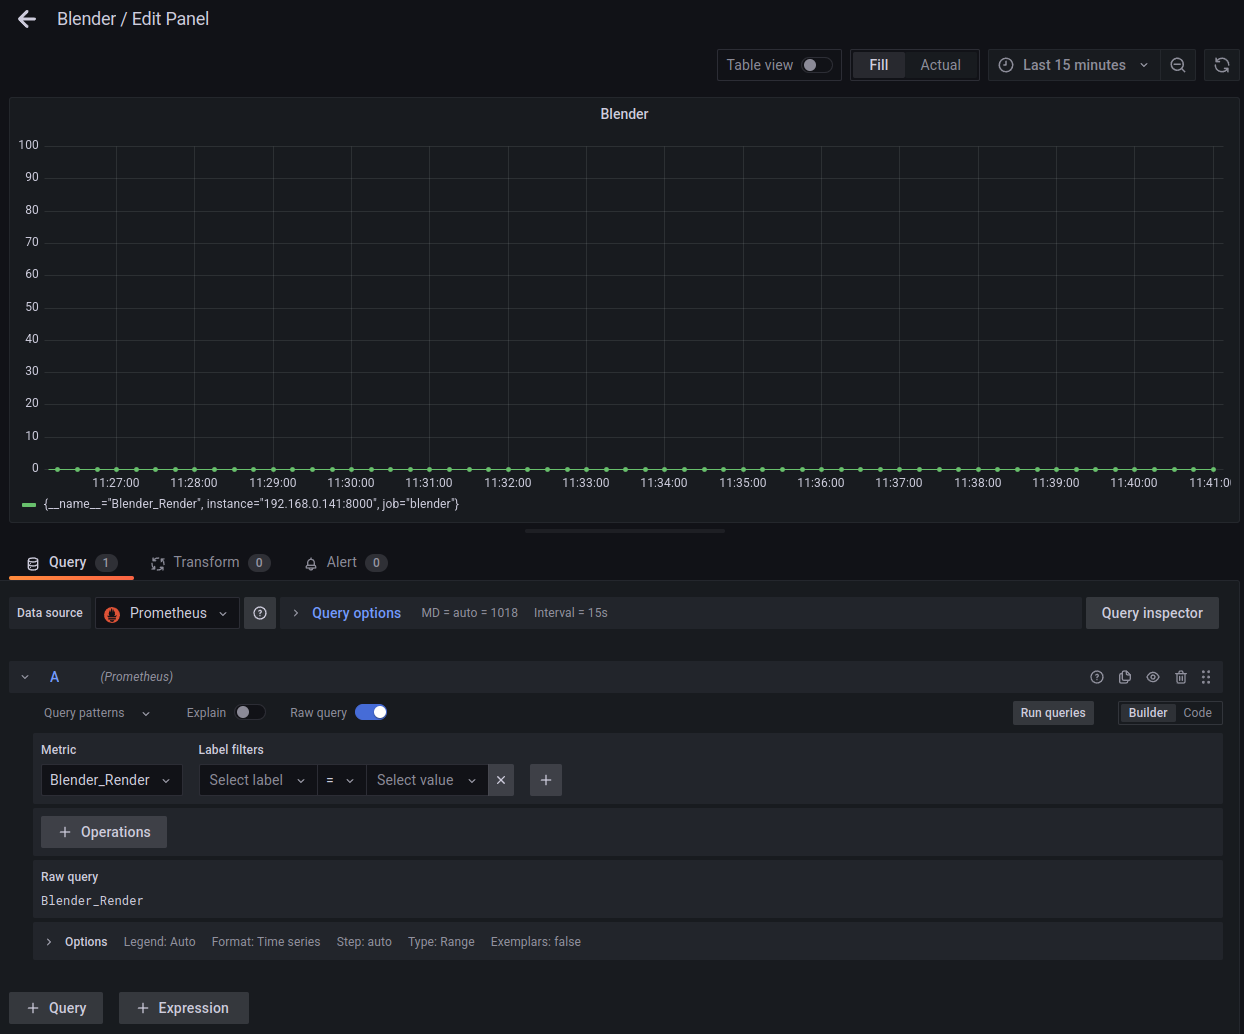 Blender / Edit Panel
Table view Fill Actual Last 15 minutes
Blender
100
90
80
70
60
50
40
30
20
10
0
11:27:00 11:28:00 11:29:00 11:30:00 11:31:00 11:32:00 11:33:00 11:34:00 11:35:00 11:36:00 11:37:00 11:38:00 11:39:00 11:40:00 11:41:0
{__name__="Blender_Render", instance="192.168.0.141:8000", job="blender"}
Query 1 Transform 0 Alert 0
Data source Prometheus Query options MD = auto = 1018 Interval = 15s Query inspector
A (Prometheus)
Query patterns Explain Raw query Run queries Builder Code
Metric Label filters
Blender_Render Select label = Select value
+ Operations
Raw query
Blender_Render
Options Legend: Auto Format: Time series Step: auto Type: Range Exemplars: false
+ Query + Expression